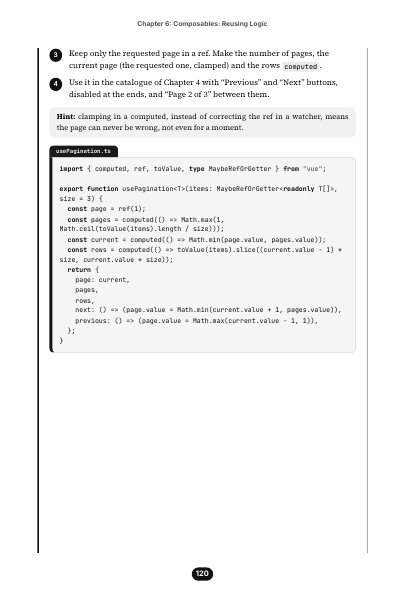 Chapter 6: Composables: Reusing Logic
3 Keep only the requested page in a ref. Make the number of pages, the
current page (the requested one, clamped) and the rows computed.
4 Use it in the catalogue of Chapter 4 with “Previous” and “Next” buttons,
disabled at the ends, and “Page 2 of 3” between them.
Hint: clamping in a computed, instead of correcting the ref in a watcher, means
the page can never be wrong, not even for a moment.
usePagination.ts
import { computed, ref, toValue, type MaybeRefOrGetter } from "vue";
export function usePagination<T>(items: MaybeRefOrGetter<readonly T[]>,
size = 3) {
  const page = ref(1);
  const pages = computed(() => Math.max(1,
Math.ceil(toValue(items).length / size)));
  const current = computed(() => Math.min(page.value, pages.value));
  const rows = computed(() => toValue(items).slice((current.value - 1) *
size, current.value * size));
  return {
    page: current,
    pages,
    rows,
    next: () => (page.value = Math.min(current.value + 1, pages.value)),
    previous: () => (page.value = Math.max(current.value - 1, 1)),
  };
}
120